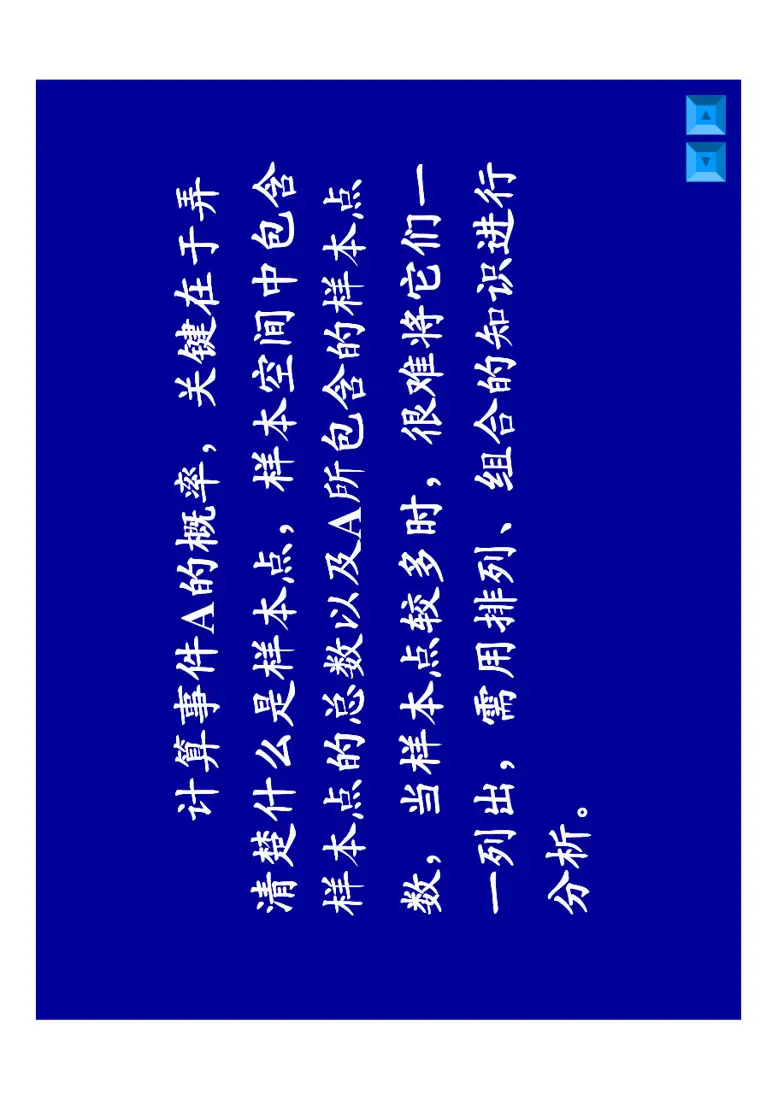 计算事件A的概率，关键在于弄
清楚什么是样本点，样本空间中包含
样本点的总数以及A所包含的样本点
数，当样本点较多时，很难将它们一
一列出，需用排列、组合的知识进行
分析。